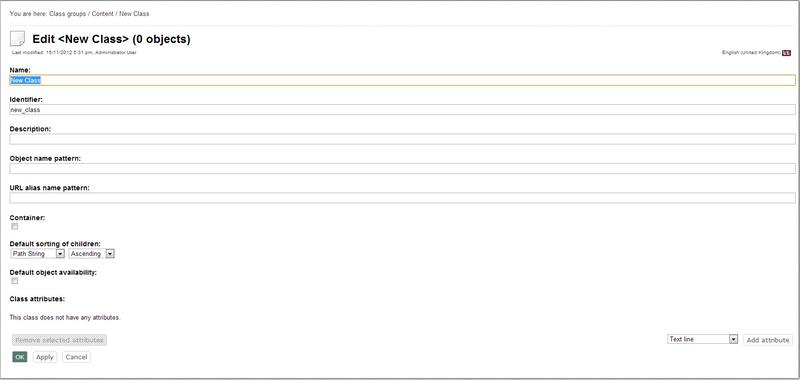 You are here: Class groups / Content / New Class
Edit <New Class> (0 objects)
Last modified: 15/11/2012 5:31 pm, Administrator User
English (United Kingdom)
Name:
New Class
Identifier:
new_class
Description:
Object name pattern:
URL alias name pattern:
Container:
Default sorting of children:
Path String Ascending
Default object availability:
Class attributes:
This class does not have any attributes.
Remove selected attributes Text line Add attribute
OK Apply Cancel